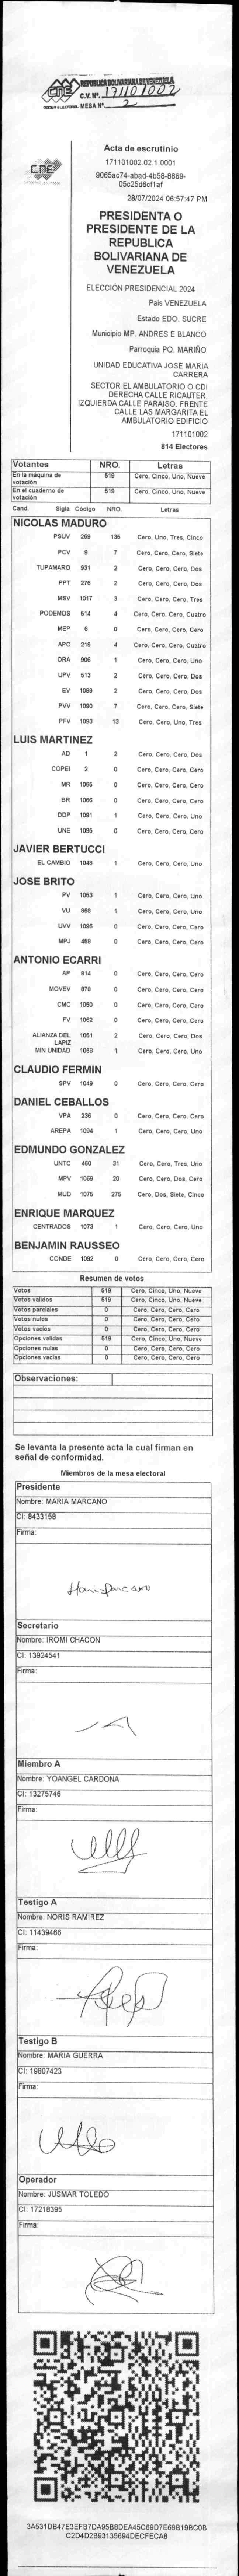 CNE
REPUBLICA BOLIVARIANA DE VENEZUELA
C.V. Nº. 171101002
MESA Nº 2
CNE
Acta de escrutinio
171101002.02.1.0001
9065ac74-abad-4b58-8889-
05c25d6cf1af
28/07/2024 06:57:47 PM
PRESIDENTA O
PRESIDENTE DE LA
REPUBLICA
BOLIVARIANA DE
VENEZUELA
ELECCIÓN PRESIDENCIAL 2024
Pais VENEZUELA
Estado EDO. SUCRE
Municipio MP. ANDRES E BLANCO
Parroquia PQ. MARIÑO
UNIDAD EDUCATIVA JOSE MARIA
CARRERA
SECTOR EL AMBULATORIO O CDI
DERECHA CALLE RICAUTER.
IZQUIERDA CALLE PARAISO. FRENTE
CALLE LAS MARGARITA EL
AMBULATORIO EDIFICIO
171101002
814 Electores
Votantes NRO. Letras
En la máquina de votación 519 Cero, Cinco, Uno, Nueve
En el cuaderno de votación 519 Cero, Cinco, Uno, Nueve
Cand. Sigla Código NRO. Letras
NICOLAS MADURO
PSUV 269 135 Cero, Uno, Tres, Cinco
PCV 9 7 Cero, Cero, Cero, Siete
TUPAMARO 931 2 Cero, Cero, Cero, Dos
PPT 276 2 Cero, Cero, Cero, Dos
MSV 1017 3 Cero, Cero, Cero, Tres
PODEMOS 514 4 Cero, Cero, Cero, Cuatro
MEP 6 0 Cero, Cero, Cero, Cero
APC 219 4 Cero, Cero, Cero, Cuatro
ORA 906 1 Cero, Cero, Cero, Uno
UPV 513 2 Cero, Cero, Cero, Dos
EV 1089 2 Cero, Cero, Cero, Dos
PVV 1090 7 Cero, Cero, Cero, Siete
PFV 1093 13 Cero, Cero, Uno, Tres
LUIS MARTINEZ
AD 1 2 Cero, Cero, Cero, Dos
COPEI 2 0 Cero, Cero, Cero, Cero
MR 1065 0 Cero, Cero, Cero, Cero
BR 1066 0 Cero, Cero, Cero, Cero
DDP 1091 1 Cero, Cero, Cero, Uno
UNE 1095 0 Cero, Cero, Cero, Cero
JAVIER BERTUCCI
EL CAMBIO 1048 1 Cero, Cero, Cero, Uno
JOSE BRITO
PV 1053 1 Cero, Cero, Cero, Uno
VU 868 1 Cero, Cero, Cero, Uno
UVV 1096 0 Cero, Cero, Cero, Cero
MPJ 458 0 Cero, Cero, Cero, Cero
ANTONIO ECARRI
AP 914 0 Cero, Cero, Cero, Cero
MOVEV 879 0 Cero, Cero, Cero, Cero
CMC 1050 0 Cero, Cero, Cero, Cero
FV 1062 0 Cero, Cero, Cero, Cero
ALIANZA DEL LAPIZ 1051 2 Cero, Cero, Cero, Dos
MIN UNIDAD 1068 1 Cero, Cero, Cero, Uno
CLAUDIO FERMIN
SPV 1049 0 Cero, Cero, Cero, Cero
DANIEL CEBALLOS
VPA 236 0 Cero, Cero, Cero, Cero
AREPA 1094 1 Cero, Cero, Cero, Uno
EDMUNDO GONZALEZ
UNTC 460 31 Cero, Cero, Tres, Uno
MPV 1069 20 Cero, Cero, Dos, Cero
MUD 1075 275 Cero, Dos, Siete, Cinco
ENRIQUE MARQUEZ
CENTRADOS 1073 1 Cero, Cero, Cero, Uno
BENJAMIN RAUSSEO
CONDE 1092 0 Cero, Cero, Cero, Cero
Resumen de votos
Votos 519 Cero, Cinco, Uno, Nueve
Votos validos 519 Cero, Cinco, Uno, Nueve
Votos parciales 0 Cero, Cero, Cero, Cero
Votos nulos 0 Cero, Cero, Cero, Cero
Votos vacios 0 Cero, Cero, Cero, Cero
Opciones validas 519 Cero, Cinco, Uno, Nueve
Opciones nulas 0 Cero, Cero, Cero, Cero
Opciones vacias 0 Cero, Cero, Cero, Cero
Observaciones:
Se levanta la presente acta la cual firman en
señal de conformidad.
Miembros de la mesa electoral
Presidente
Nombre: MARIA MARCANO
CI: 8433158
Firma:
Secretario
Nombre: IROMI CHACON
CI: 13924541
Firma:
Miembro A
Nombre: YOANGEL CARDONA
CI: 13275746
Firma:
Testigo A
Nombre: NORIS RAMIREZ
CI: 11439466
Firma:
Testigo B
Nombre: MARIA GUERRA
CI: 19807423
Firma:
Operador
Nombre: JUSMAR TOLEDO
CI: 17218395
Firma:
3A531DB47E3EFB7DA95B8DEA45C69D7E69B19BC0B
C2D4D2B93135694DECFECA8